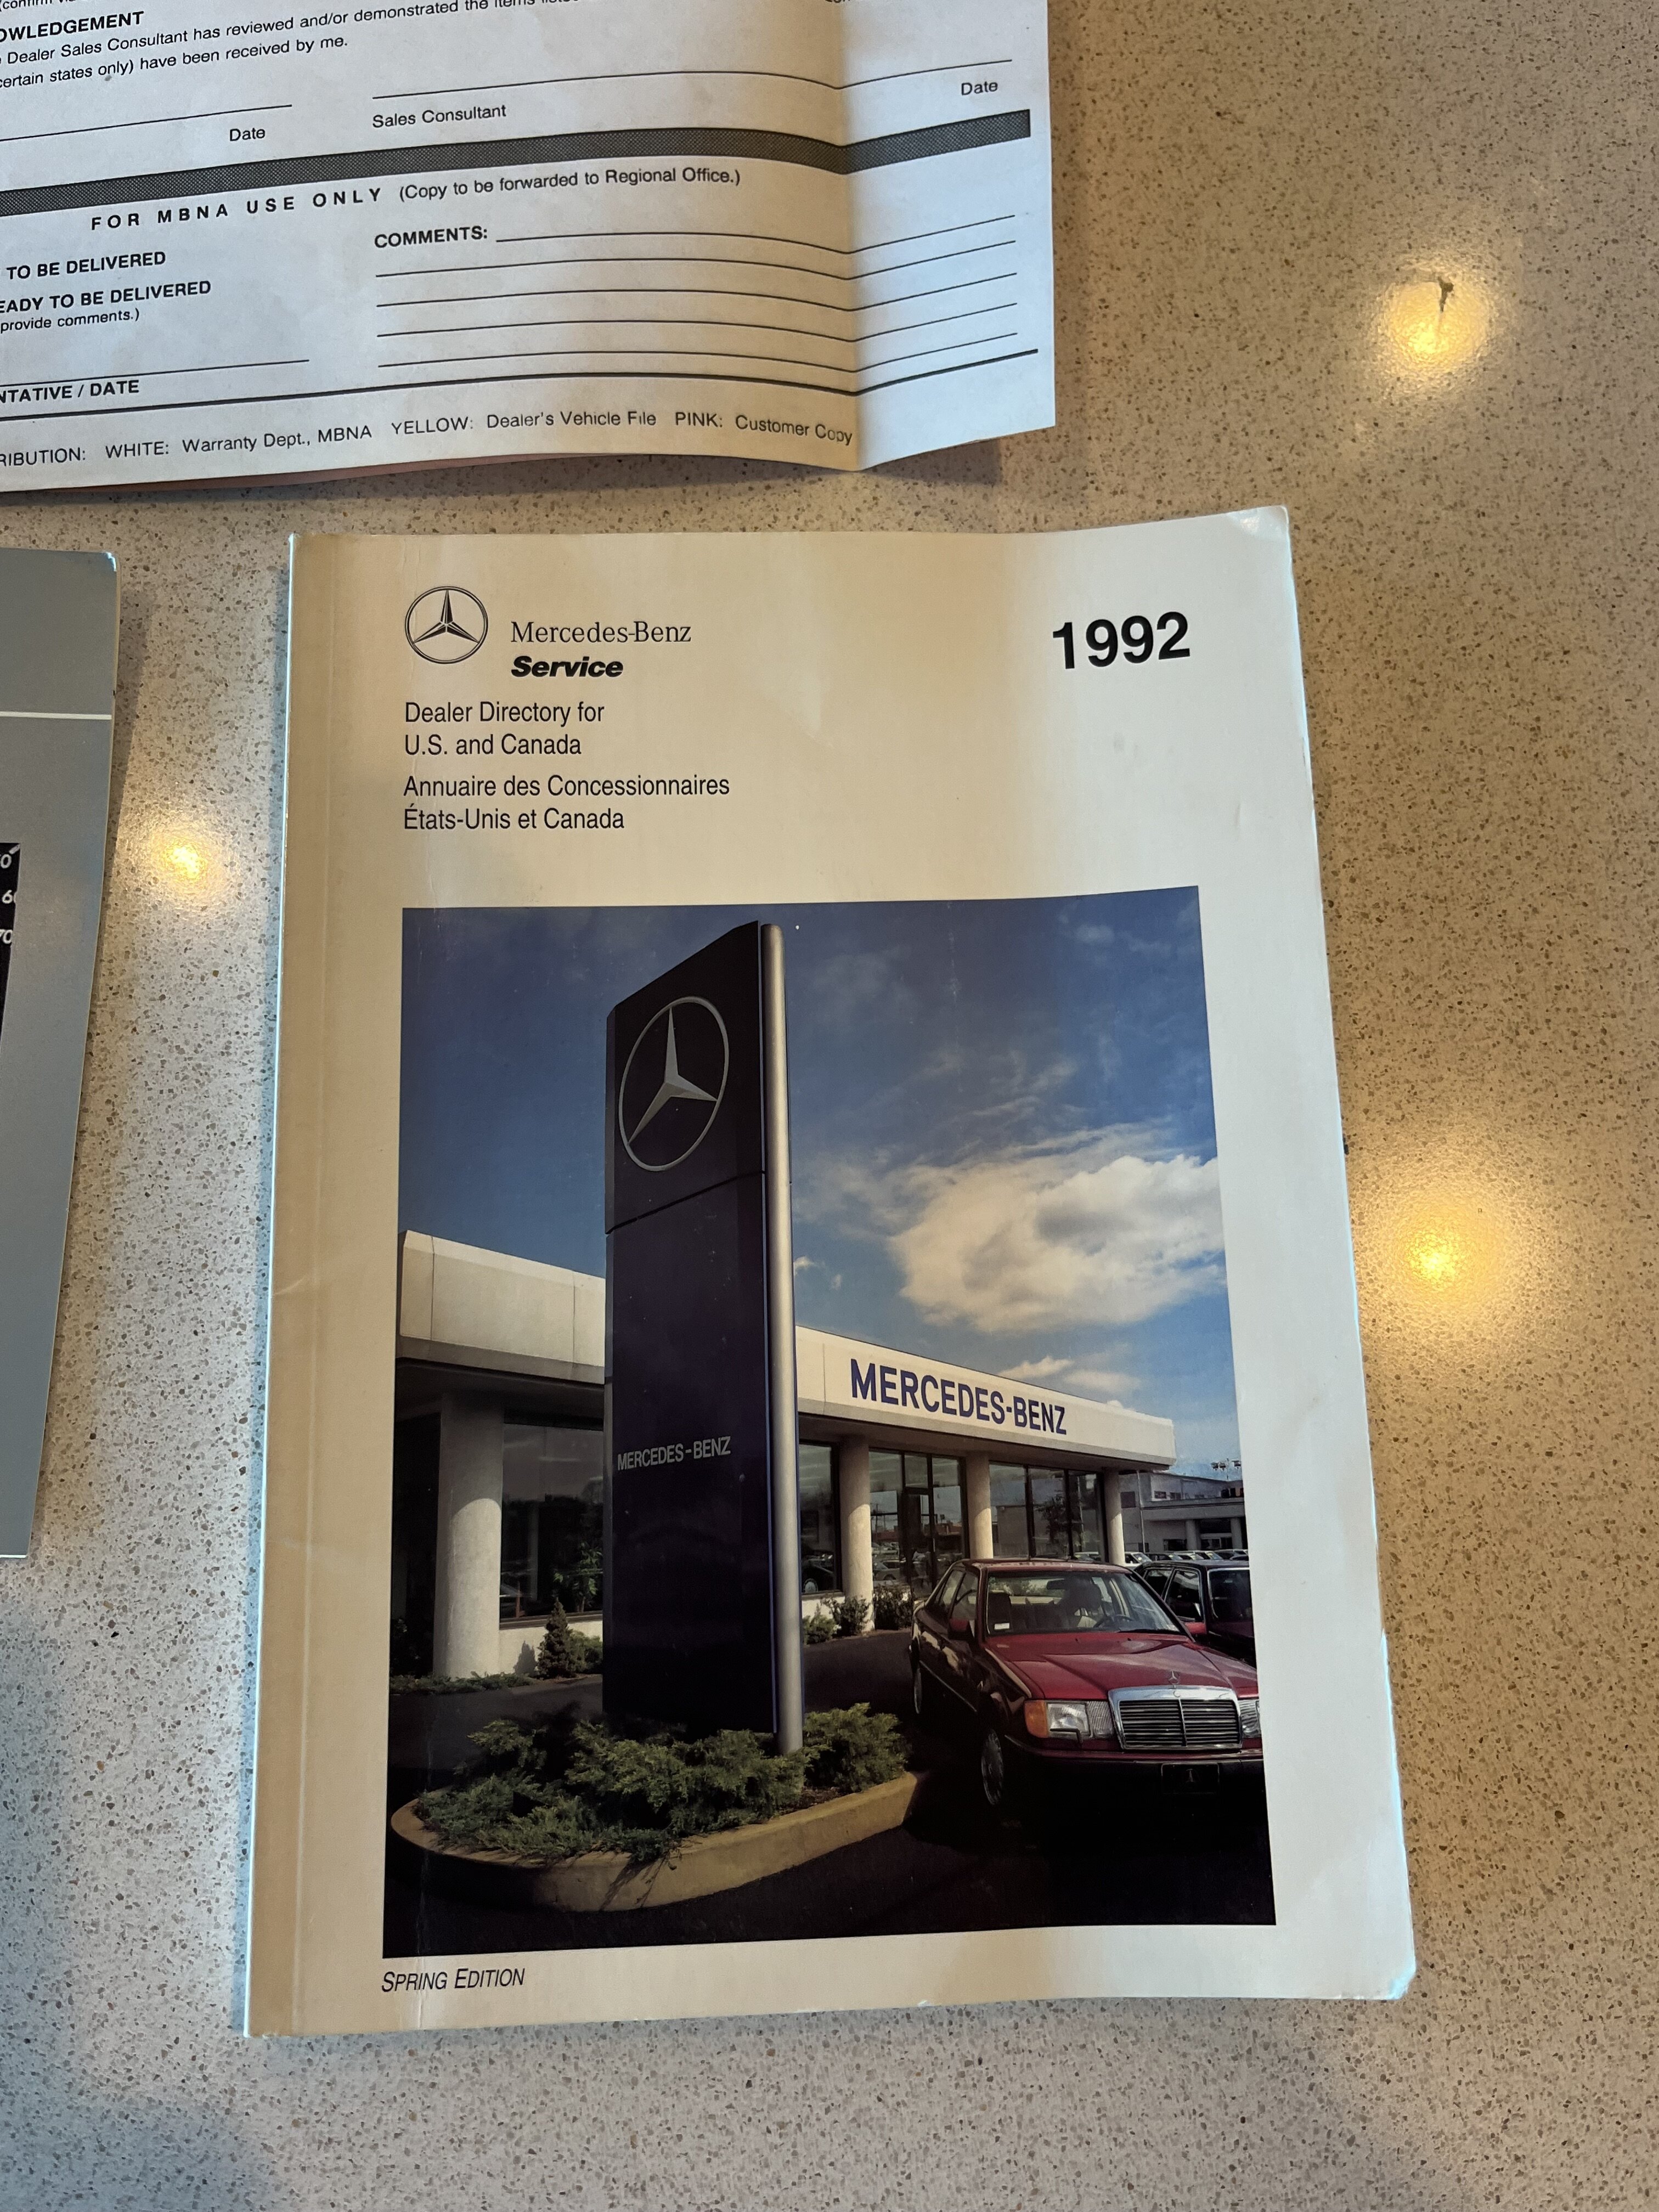 OWLEDGEMENT
Dealer Sales Consultant has reviewed and/or demonstrated the items
certain states only) have been received by me.
Date
Sales Consultant
Date
FOR MBNA USE ONLY (Copy to be forwarded to Regional Office.)
TO BE DELIVERED
EADY TO BE DELIVERED
provide comments.)
COMMENTS:
NTATIVE / DATE
RIBUTION: WHITE: Warranty Dept., MBNA YELLOW: Dealer's Vehicle File PINK: Customer Copy
Mercedes-Benz
Service
1992
Dealer Directory for
U.S. and Canada
Annuaire des Concessionnaires
États-Unis et Canada
MERCEDES-BENZ
MERCEDES-BENZ
SPRING EDITION
0
60
70